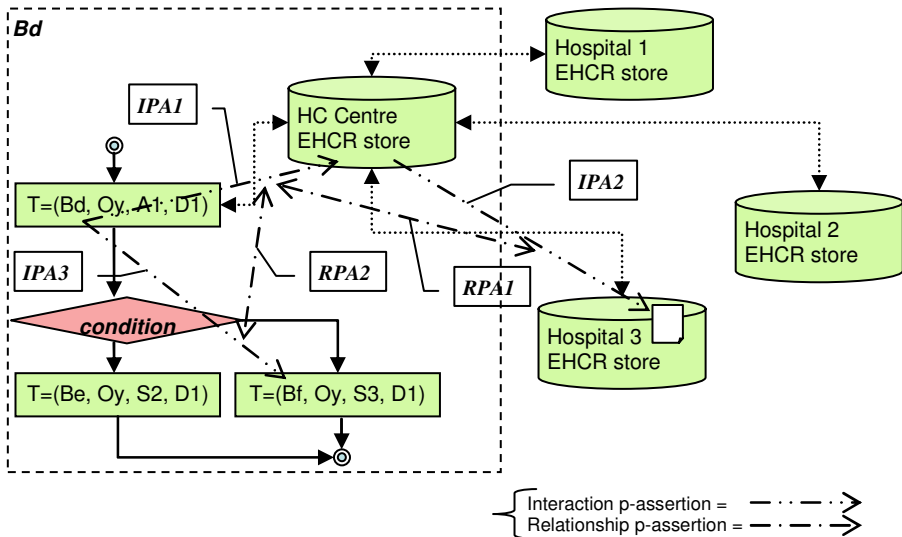 Bd
Hospital 1
EHCR store
IPA1
HC Centre
EHCR store
IPA2
T=(Bd, Oy, A1, D1)
Hospital 2
EHCR store
IPA3
RPA2
RPA1
condition
Hospital 3
EHCR store
T=(Be, Oy, S2, D1)
T=(Bf, Oy, S3, D1)
Interaction p-assertion =
Relationship p-assertion =